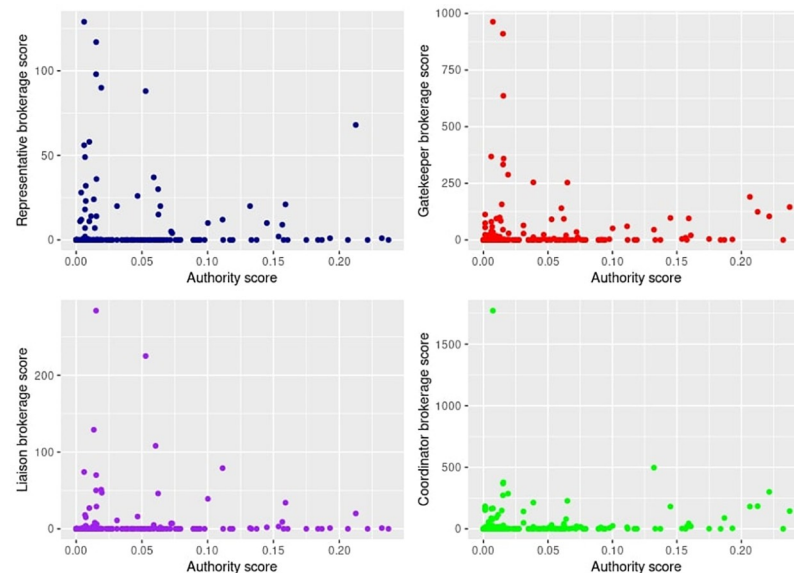 Representative brokerage score
100
50
0
0.00 0.05 0.10 0.15 0.20
Authority score
Gatekeeper brokerage score
1000
750
500
250
0
0.00 0.05 0.10 0.15 0.20
Authority score
Liaison brokerage score
200
100
0
0.00 0.05 0.10 0.15 0.20
Authority score
Coordinator brokerage score
1500
1000
500
0
0.00 0.05 0.10 0.15 0.20
Authority score